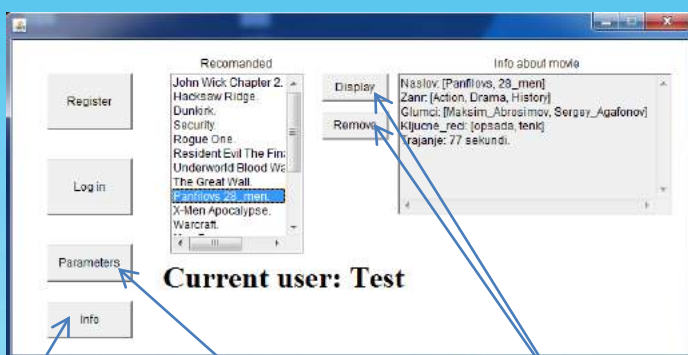 Recomanded
Info about movie
Register
Log in
Parameters
Info
John Wick Chapter 2.
Hacksaw Ridge.
Dunkirk.
Security.
Rogue One.
Resident Evil The Fin
Underworld Blood Wa
The Great Wall.
Panfilovs 28_men.
X-Men Apocalypse.
Warcraft.
Display
Remove
Naslov: [Panfilovs, 28_men]
Zanr: [Action, Drama, History]
Glumci: [Maksim_Abrosimov, Sergey_Agafonov]
Kljucne_reci: [opsada, tenk]
Trajanje: 77 sekundi.
Current user: Test